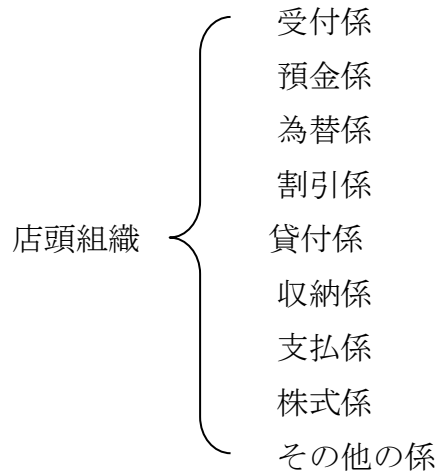 店頭組織
受付係
預金係
為替係
割引係
貸付係
収納係
支払係
株式係
その他の係